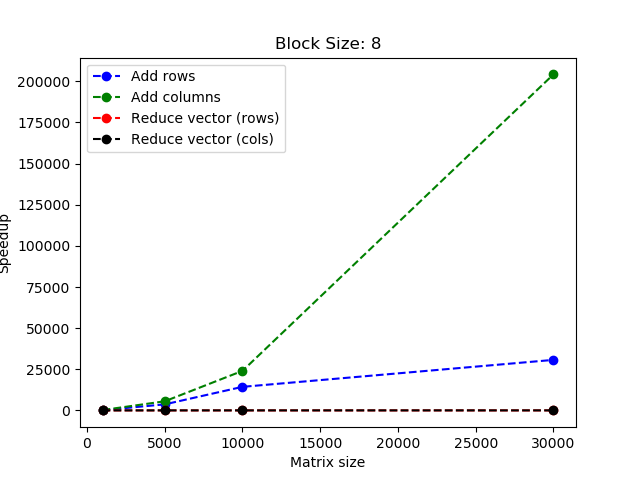 Block Size: 8
Add rows
Add columns
Reduce vector (rows)
Reduce vector (cols)
200000
175000
150000
125000
100000
75000
50000
25000
0
Speedup
0 5000 10000 15000 20000 25000 30000
Matrix size